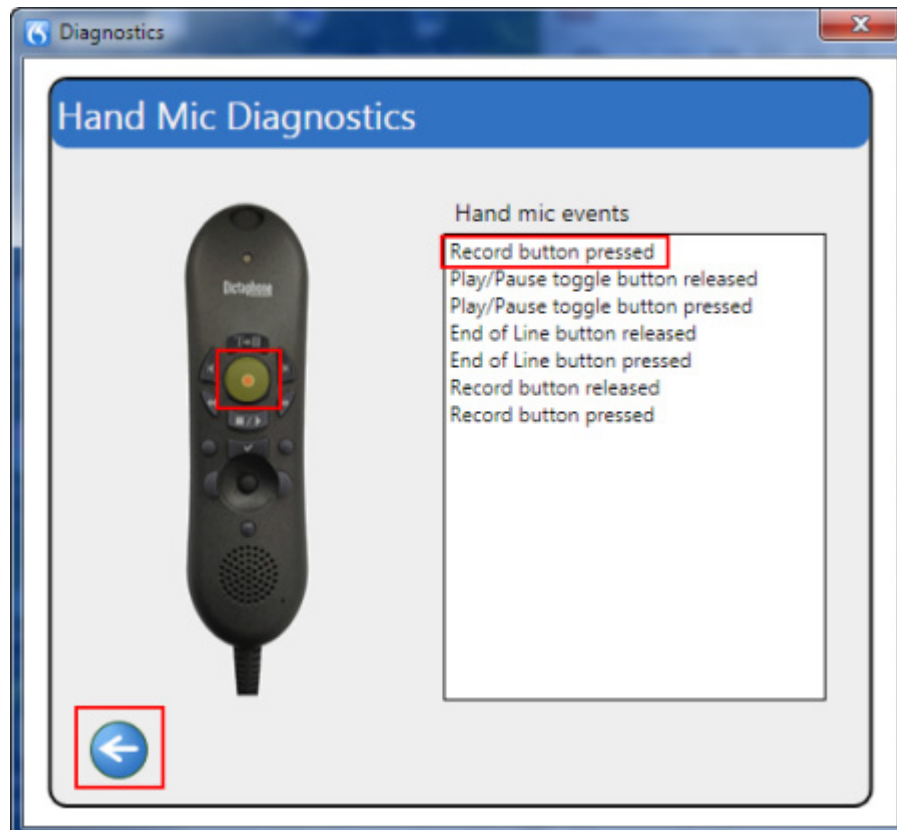 Diagnostics
Hand Mic Diagnostics
Dictaphone
Hand mic events
Record button pressed
Play/Pause toggle button released
Play/Pause toggle button pressed
End of Line button released
End of Line button pressed
Record button released
Record button pressed